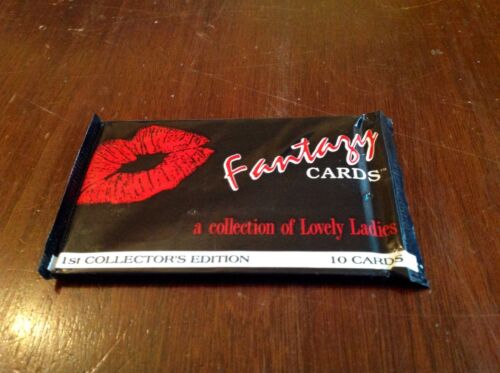 Fantazy
CARDS™
a collection of Lovely Ladies
1st COLLECTOR'S EDITION 10 CARDS